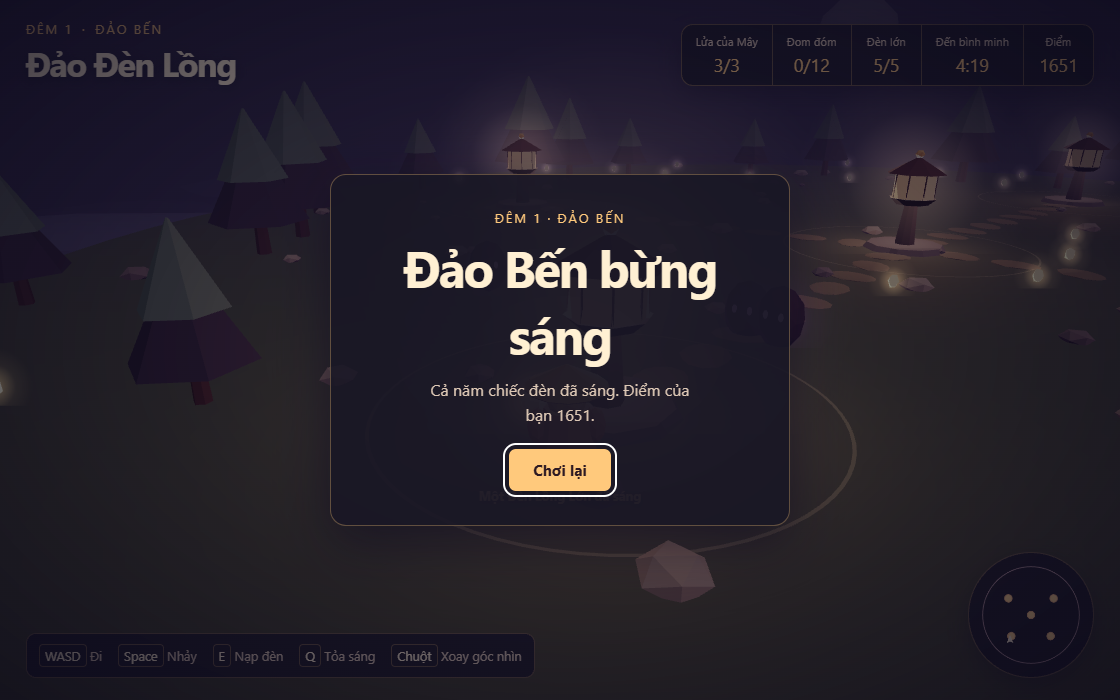 ĐÊM 1 · ĐẢO BẾN
Đảo Đèn Lồng
Lửa của Mây
3/3
Đom đóm
0/12
Đèn lớn
5/5
Đến bình minh
4:19
Điểm
1651
ĐÊM 1 · ĐẢO BẾN
Đảo Bến bừng
sáng
Cả năm chiếc đèn đã sáng. Điểm của
bạn 1651.
Chơi lại
WASD Đi Space Nhảy E Nạp đèn Q Tỏa sáng Chuột Xoay góc nhìn